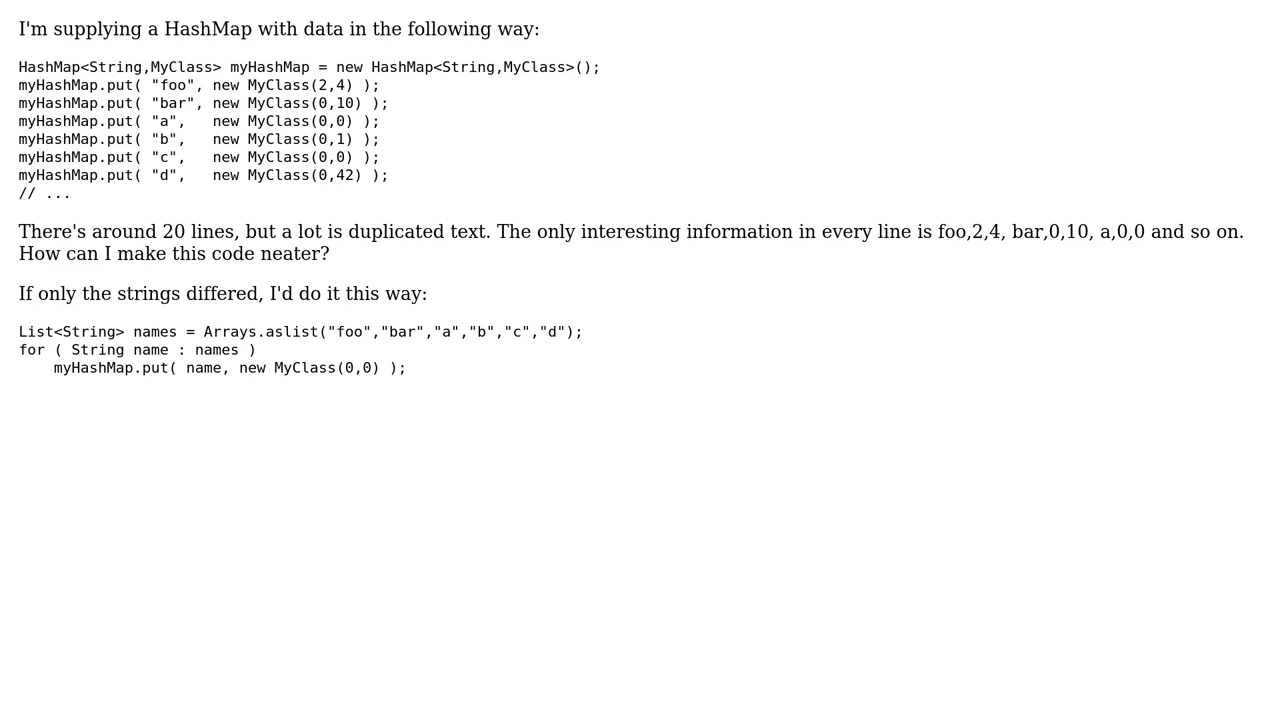 I'm supplying a HashMap with data in the following way:
HashMap<String,MyClass> myHashMap = new HashMap<String,MyClass>();
myHashMap.put( "foo", new MyClass(2,4) );
myHashMap.put( "bar", new MyClass(0,10) );
myHashMap.put( "a",   new MyClass(0,0) );
myHashMap.put( "b",   new MyClass(0,1) );
myHashMap.put( "c",   new MyClass(0,0) );
myHashMap.put( "d",   new MyClass(0,42) );
// ...
There's around 20 lines, but a lot is duplicated text. The only interesting information in every line is foo,2,4, bar,0,10, a,0,0 and so on.
How can I make this code neater?
If only the strings differed, I'd do it this way:
List<String> names = Arrays.aslist("foo","bar","a","b","c","d");
for ( String name : names )
    myHashMap.put( name, new MyClass(0,0) );